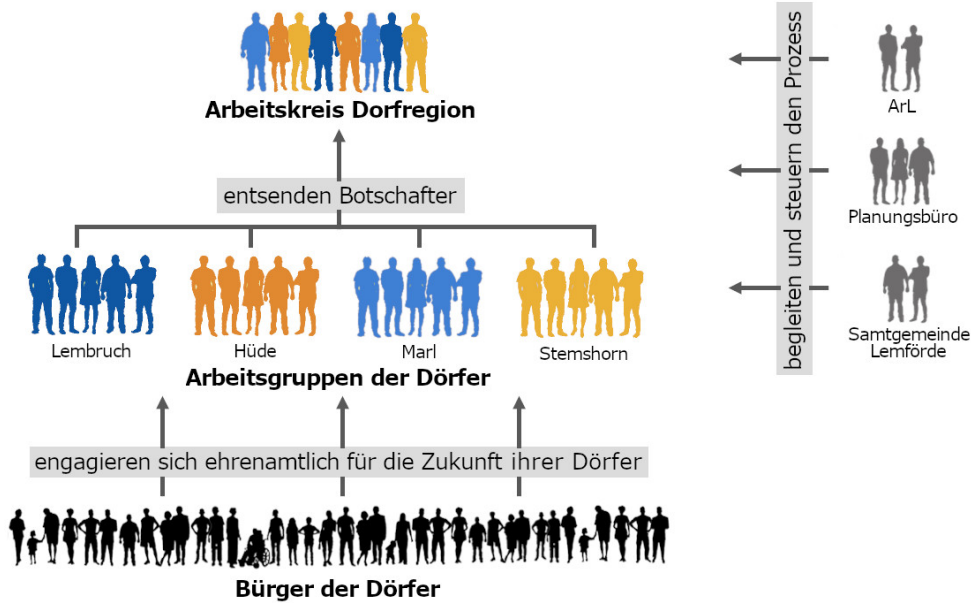 Arbeitskreis Dorfregion
entsenden Botschafter
Lembruch
Hüde
Marl
Stemshorn
Arbeitsgruppen der Dörfer
engagieren sich ehrenamtlich für die Zukunft ihrer Dörfer
Bürger der Dörfer
begleiten und steuern den Prozess
ArL
Planungsbüro
Samtgemeinde
Lemförde